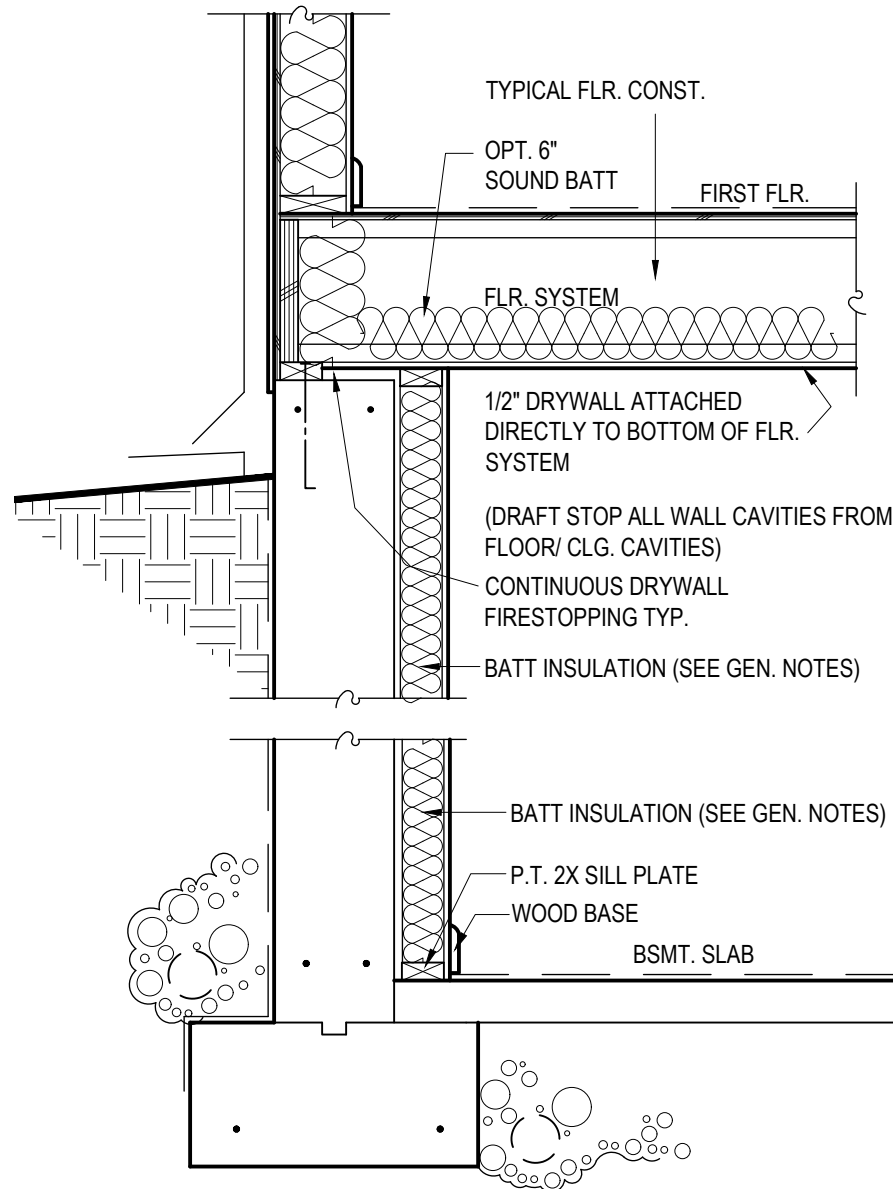 TYPICAL FLR. CONST.
OPT. 6"
SOUND BATT
FIRST FLR.
FLR. SYSTEM
1/2" DRYWALL ATTACHED
DIRECTLY TO BOTTOM OF FLR.
SYSTEM
(DRAFT STOP ALL WALL CAVITIES FROM
FLOOR/ CLG. CAVITIES)
CONTINUOUS DRYWALL
FIRESTOPPING TYP.
BATT INSULATION (SEE GEN. NOTES)
BATT INSULATION (SEE GEN. NOTES)
P.T. 2X SILL PLATE
WOOD BASE
BSMT. SLAB